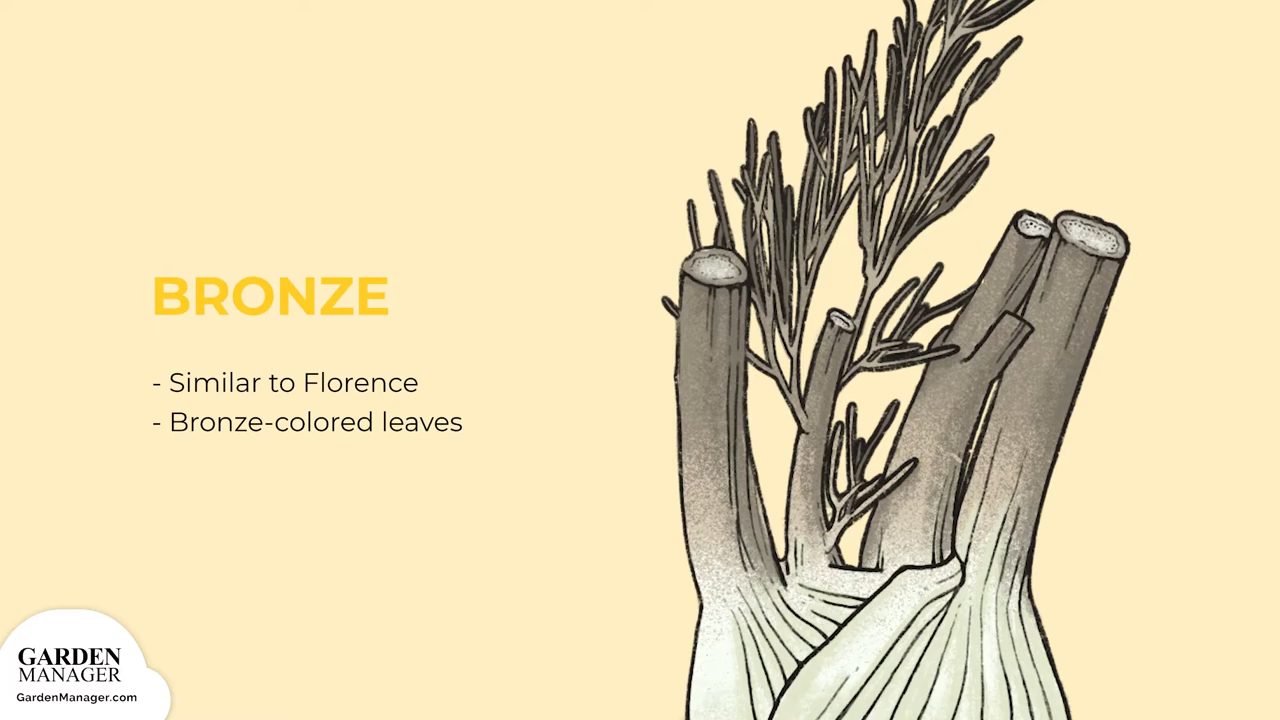 BRONZE
- Similar to Florence
- Bronze-colored leaves
GARDEN
MANAGER
GardenManager.com